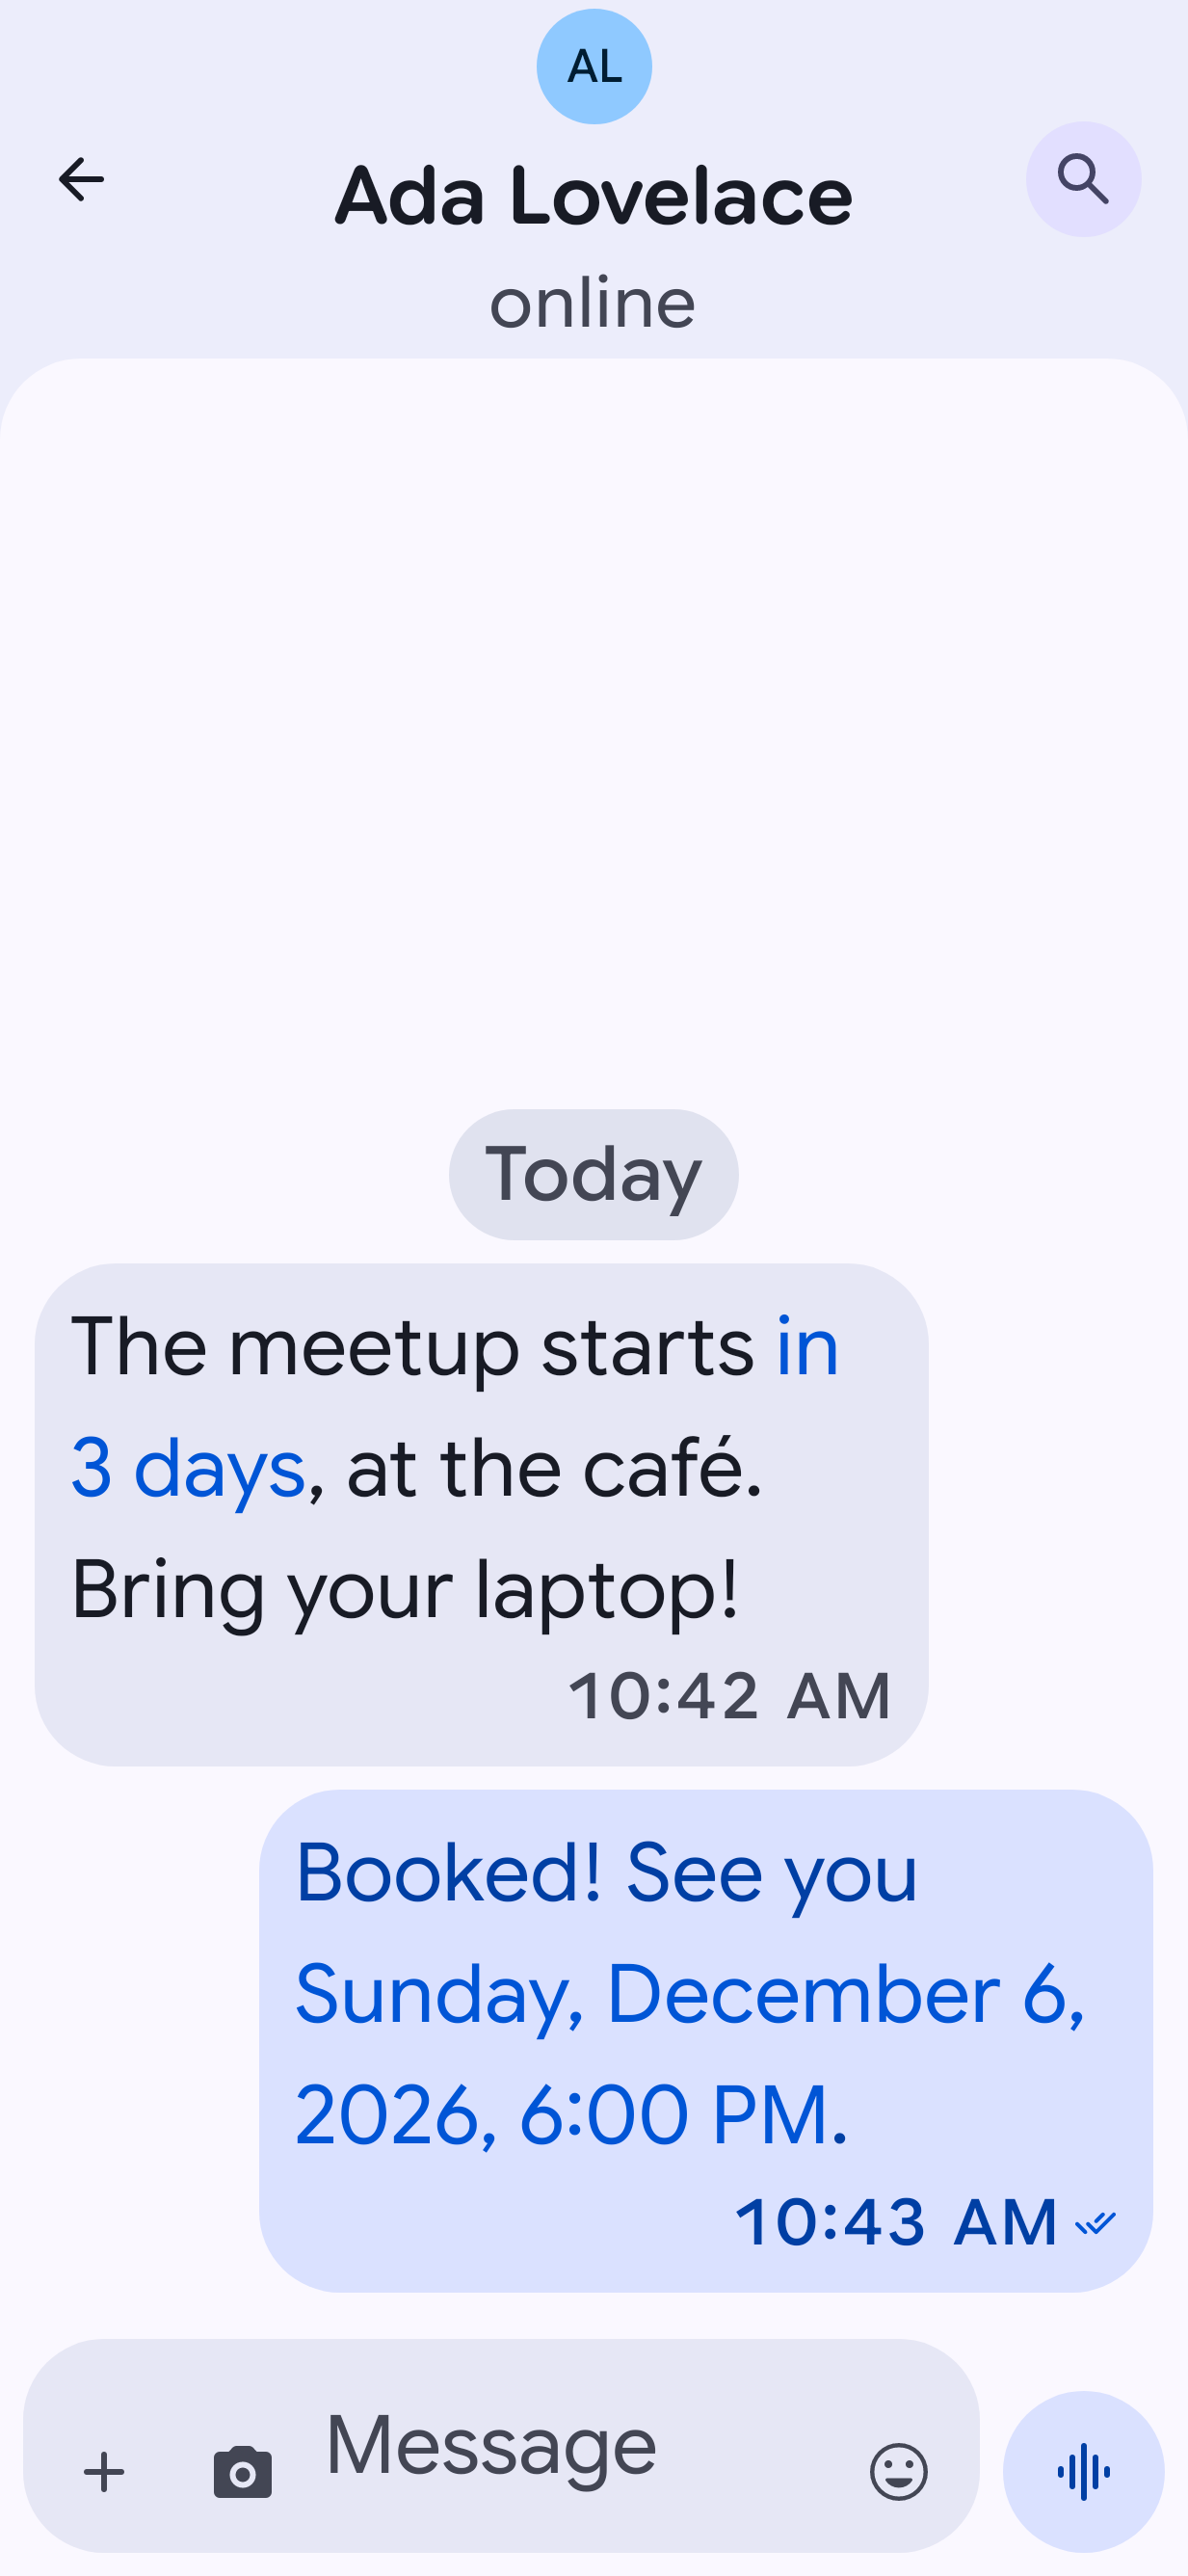 AL
Ada Lovelace
online
Today
The meetup starts in
3 days, at the café.
Bring your laptop!
10:42 AM
Booked! See you
Sunday, December 6,
2026, 6:00 PM.
10:43 AM
Message